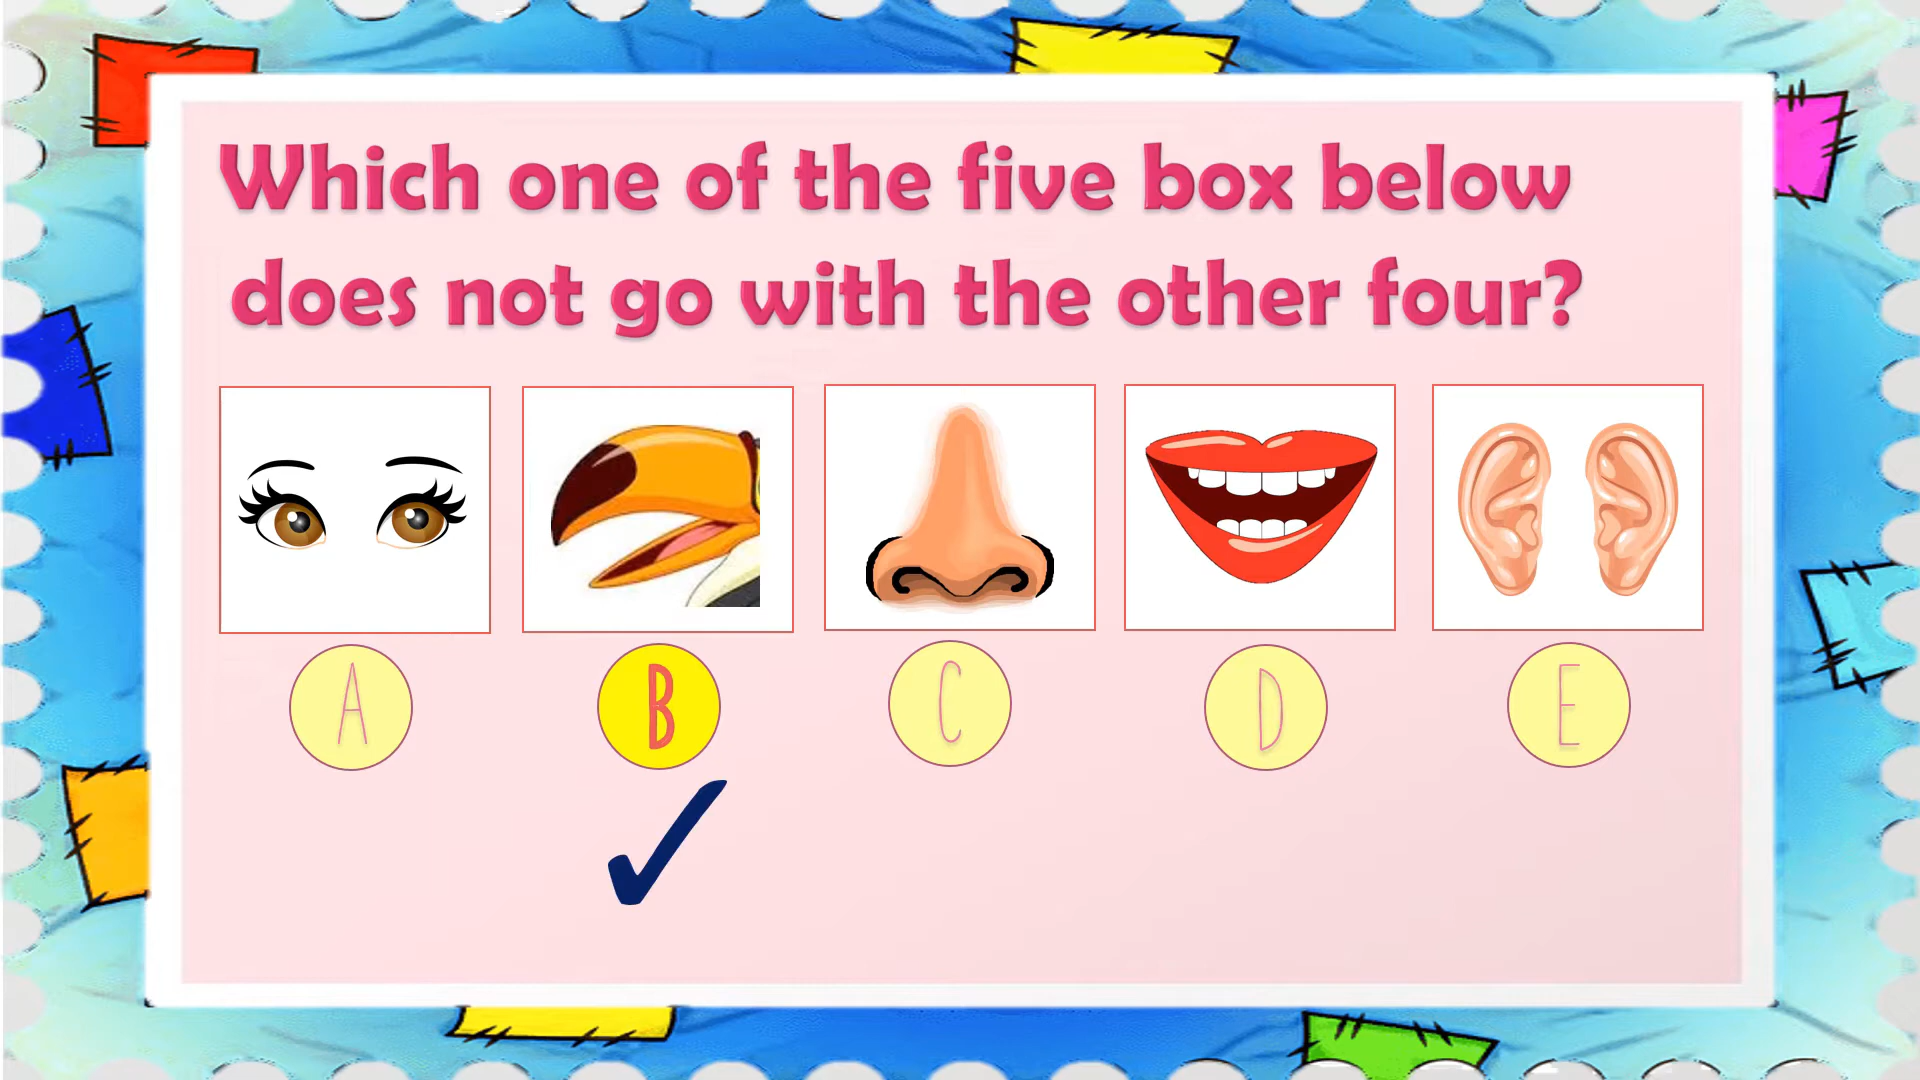 Which one of the five box below
does not go with the other four?
A B C D E